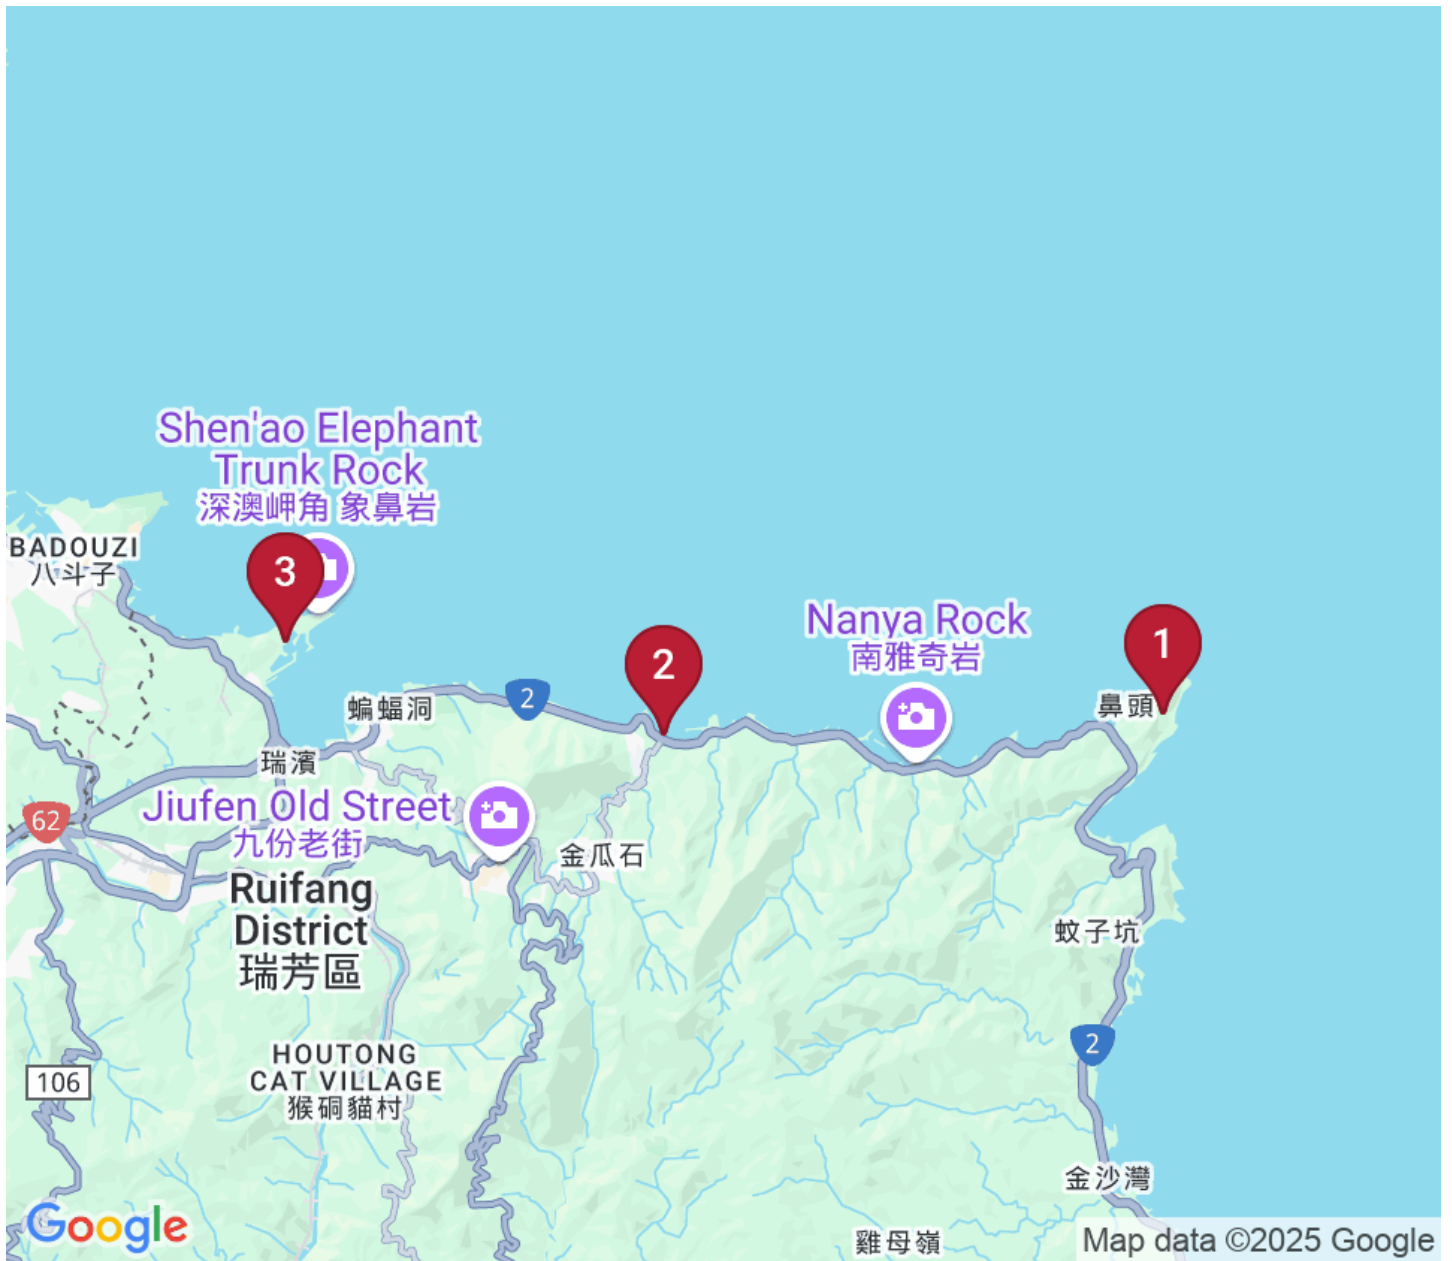 Shen'ao Elephant
Trunk Rock
深澳岬角 象鼻岩
BADOUZI
八斗子
3
Nanya Rock
南雅奇岩
1
2
鼻頭
蝙蝠洞
2
瑞濱
Jiufen Old Street
九份老街
62
金瓜石
Ruifang
District
瑞芳區
蚊子坑
2
HOUTONG
CAT VILLAGE
猴硐貓村
106
金沙灣
Google
雞母嶺
Map data ©2025 Google